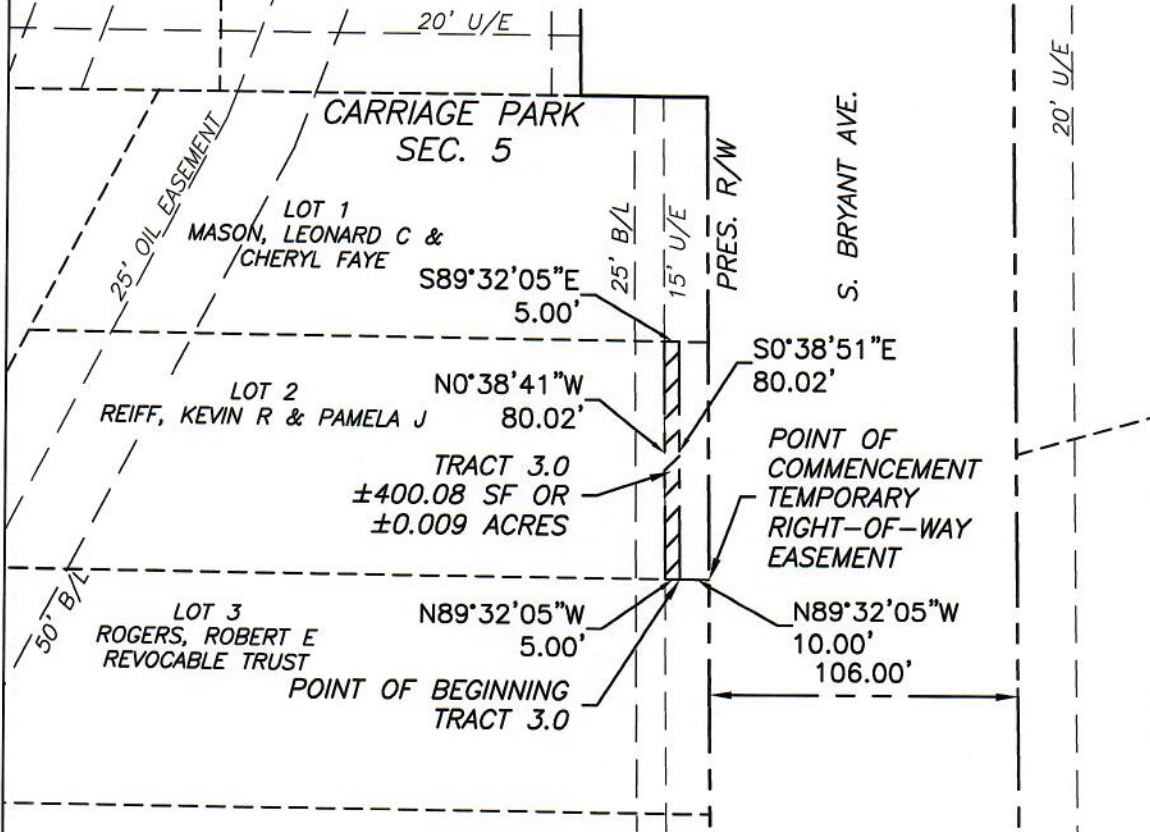 20' U/E
CARRIAGE PARK
SEC. 5
25' OIL EASEMENT
LOT 1
MASON, LEONARD C &
CHERYL FAYE
25' B/L
15' U/E
PRES. R/W
S. BRYANT AVE.
20' U/E
S89°32'05"E
5.00'
S0°38'51"E
80.02'
LOT 2
REIFF, KEVIN R & PAMELA J
N0°38'41"W
80.02'
TRACT 3.0
±400.08 SF OR
±0.009 ACRES
POINT OF
COMMENCEMENT
TEMPORARY
RIGHT-OF-WAY
EASEMENT
50' B/L
LOT 3
ROGERS, ROBERT E
REVOCABLE TRUST
N89°32'05"W
5.00'
N89°32'05"W
10.00'
106.00'
POINT OF BEGINNING
TRACT 3.0